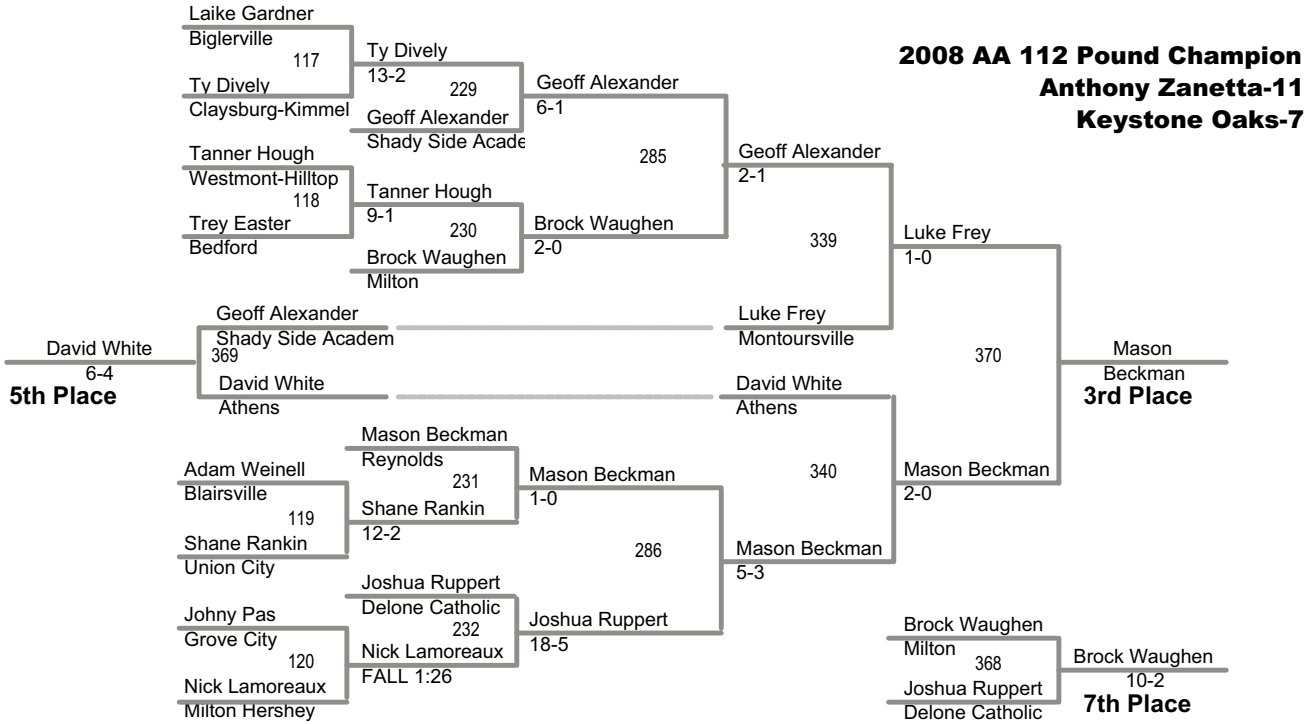 Laike Gardner
Biglerville
117
Ty Dively
Claysburg-Kimmel
Ty Dively
13-2
229
Geoff Alexander
Shady Side Acade
Geoff Alexander
6-1
2008 AA 112 Pound Champion
Anthony Zanetta-11
Keystone Oaks-7
Tanner Hough
Westmont-Hilltop
118
Trey Easter
Bedford
Tanner Hough
9-1
230
Brock Waughen
Milton
Brock Waughen
2-0
285
Geoff Alexander
2-1
339
Luke Frey
1-0
Geoff Alexander
Shady Side Academ
Luke Frey
Montoursville
David White
6-4
5th Place
369
David White
Athens
David White
Athens
370
Mason
Beckman
3rd Place
Mason Beckman
Reynolds
Adam Weinell
Blairsville
231
Mason Beckman
1-0
340
Mason Beckman
2-0
119
Shane Rankin
12-2
Shane Rankin
Union City
286
Mason Beckman
5-3
Joshua Ruppert
Delone Catholic
Johny Pas
Grove City
232
Joshua Ruppert
18-5
120
Nick Lamoreaux
FALL 1:26
Nick Lamoreaux
Milton Hershey
Brock Waughen
Milton
368
Joshua Ruppert
Delone Catholic
Brock Waughen
10-2
7th Place